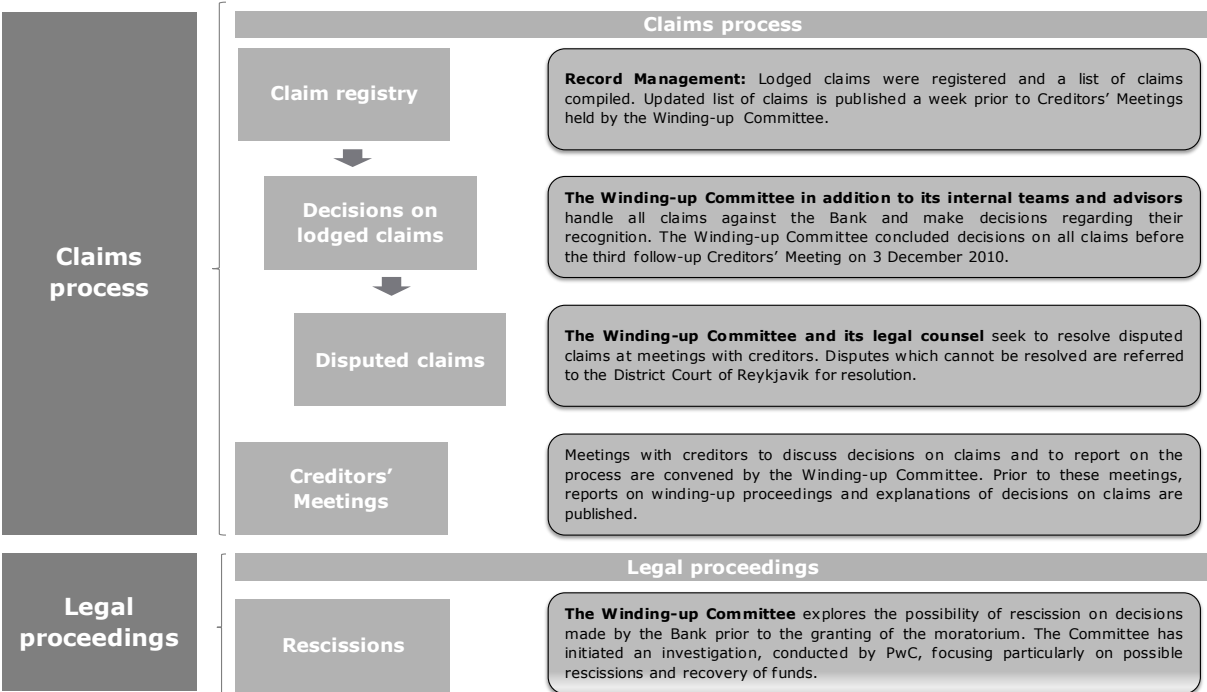 Claims process
Claims
process
Claim registry
Record Management: Lodged claims were registered and a list of claims
compiled. Updated list of claims is published a week prior to Creditors’ Meetings
held by the Winding-up Committee.
Decisions on
lodged claims
The Winding-up Committee in addition to its internal teams and advisors
handle all claims against the Bank and make decisions regarding their
recognition. The Winding-up Committee concluded decisions on all claims before
the third follow-up Creditors’ Meeting on 3 December 2010.
Disputed claims
The Winding-up Committee and its legal counsel seek to resolve disputed
claims at meetings with creditors. Disputes which cannot be resolved are referred
to the District Court of Reykjavik for resolution.
Creditors’
Meetings
Meetings with creditors to discuss decisions on claims and to report on the
process are convened by the Winding-up Committee. Prior to these meetings,
reports on winding-up proceedings and explanations of decisions on claims are
published.
Legal proceedings
Legal
proceedings
Rescissions
The Winding-up Committee explores the possibility of rescission on decisions
made by the Bank prior to the granting of the moratorium. The Committee has
initiated an investigation, conducted by PwC, focusing particularly on possible
rescissions and recovery of funds.